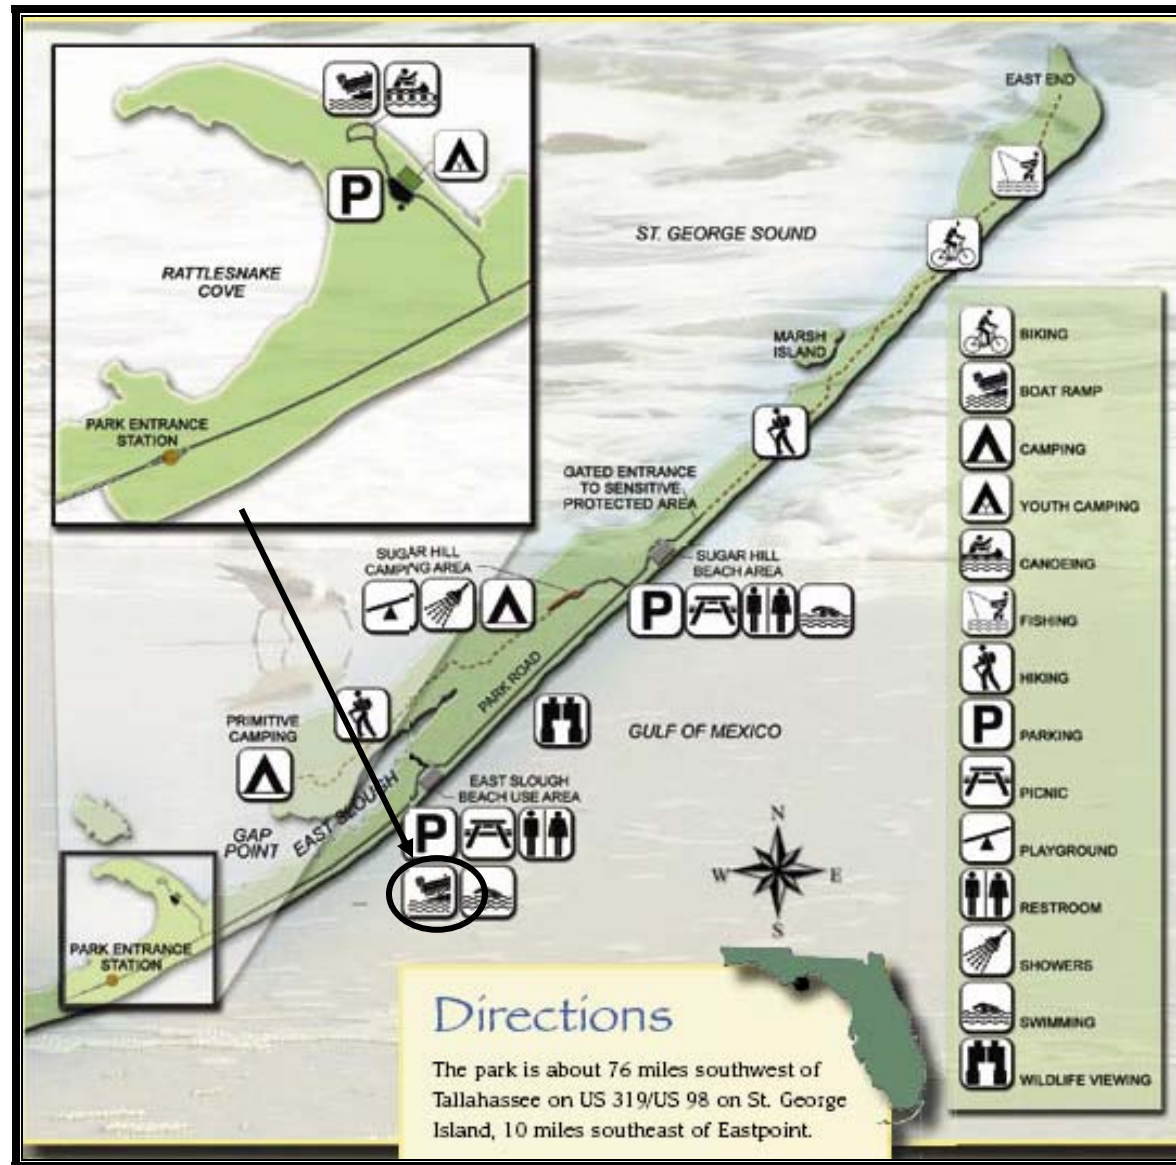 EAST END
ST. GEORGE SOUND
RATTLESNAKE
COVE
P
PARK ENTRANCE
STATION
MARSH
ISLAND
GATED ENTRANCE
TO SENSITIVE,
PROTECTED AREA
SUGAR HILL
CAMPING AREA
SUGAR HILL
BEACH AREA
P
PARK ROAD
PRIMITIVE
CAMPING
GULF OF MEXICO
EAST SLOUGH
BEACH USE AREA
EAST SLOUGH
GAP
POINT
P
PARK ENTRANCE
STATION
N
W E
S
BIKING
BOAT RAMP
CAMPING
YOUTH CAMPING
CANOEING
FISHING
HIKING
P PARKING
PICNIC
PLAYGROUND
RESTROOM
SHOWERS
SWIMMING
WILDLIFE VIEWING
Directions
The park is about 76 miles southwest of
Tallahassee on US 319/US 98 on St. George
Island, 10 miles southeast of Eastpoint.